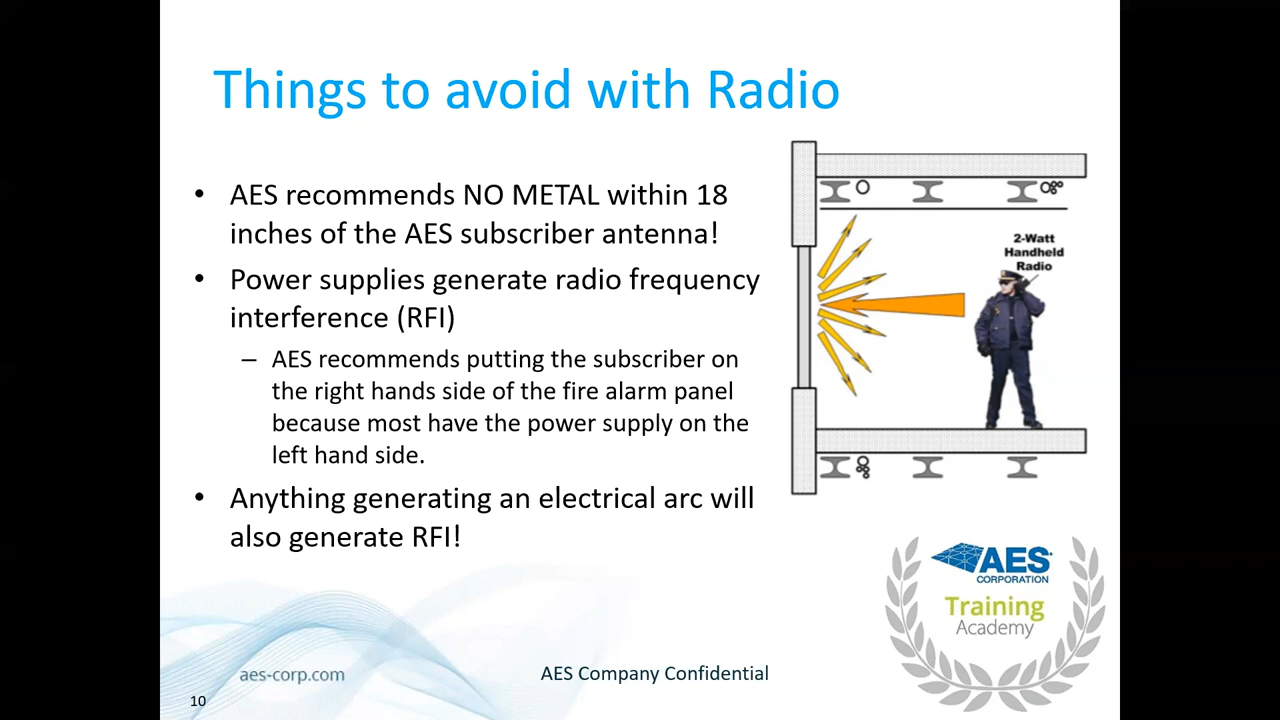 Things to avoid with Radio
• AES recommends NO METAL within 18
inches of the AES subscriber antenna!
• Power supplies generate radio frequency
interference (RFI)
– AES recommends putting the subscriber on
the right hands side of the fire alarm panel
because most have the power supply on the
left hand side.
• Anything generating an electrical arc will
also generate RFI!
2-Watt
Handheld
Radio
AES
CORPORATION
Training
Academy
aes-corp.com
AES Company Confidential
10